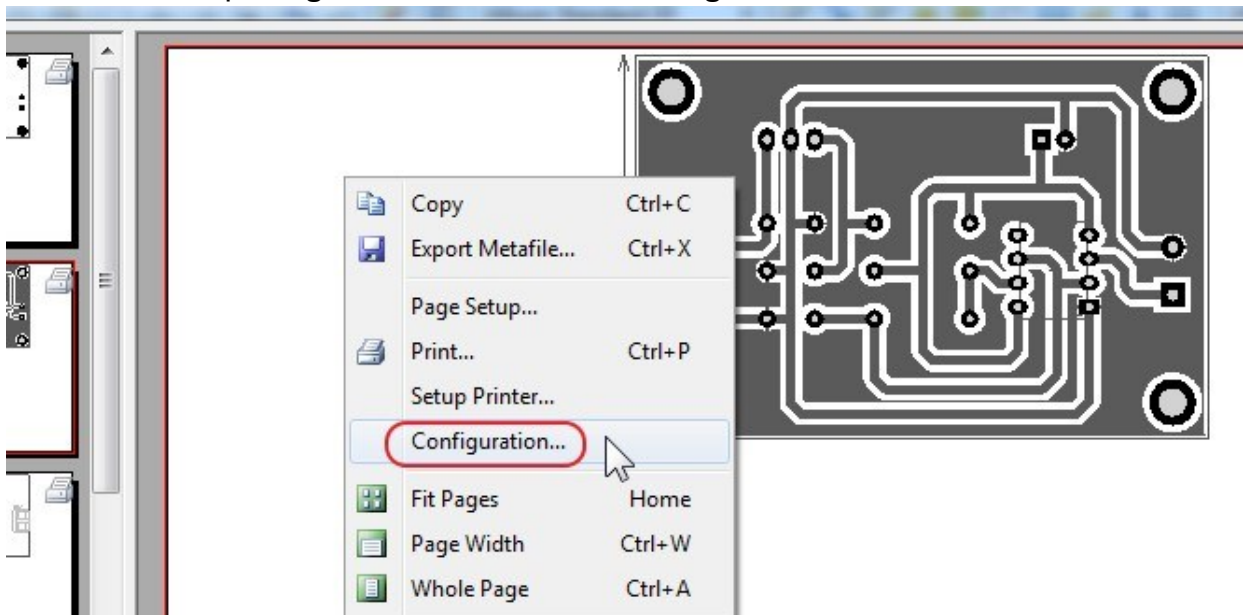 Copy Ctrl+C
Export Metafile... Ctrl+X
Page Setup...
Print... Ctrl+P
Setup Printer...
Configuration...
Fit Pages Home
Page Width Ctrl+W
Whole Page Ctrl+A